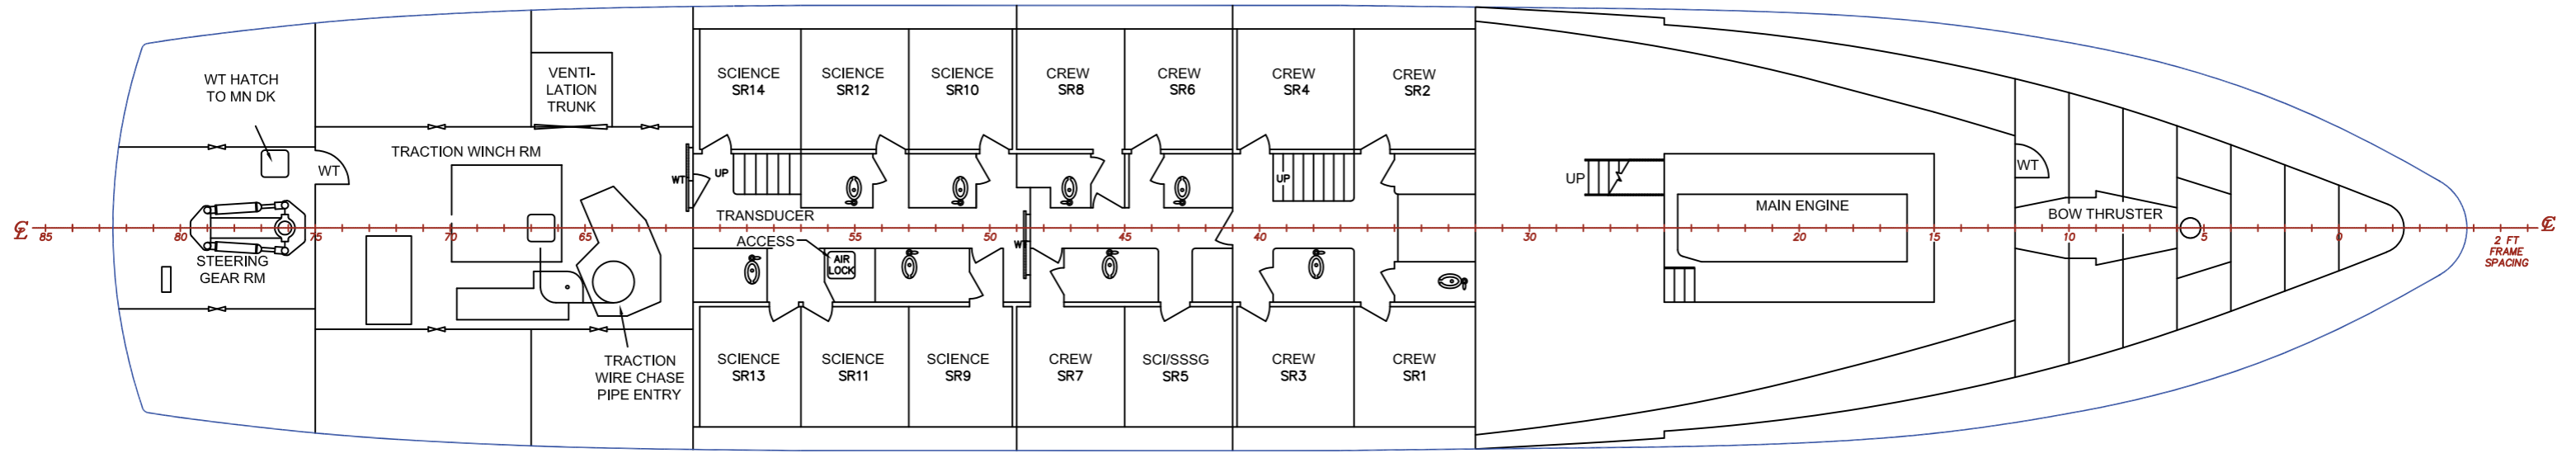 WT HATCH
TO MN DK
VENTI-
LATION
TRUNK
SCIENCE
SR14
SCIENCE
SR12
SCIENCE
SR10
CREW
SR8
CREW
SR6
CREW
SR4
CREW
SR2
TRACTION WINCH RM
WT
WT
UP
UP
UP
WT
TRANSDUCER
ACCESS
AIR
LOCK
WT
MAIN ENGINE
BOW THRUSTER
℄ 85 80 75 70 65 55 50 45 40 30 20 15 10 5 0 ℄
2 FT
FRAME
SPACING
STEERING
GEAR RM
TRACTION
WIRE CHASE
PIPE ENTRY
SCIENCE
SR13
SCIENCE
SR11
SCIENCE
SR9
CREW
SR7
SCI/SSSG
SR5
CREW
SR3
CREW
SR1